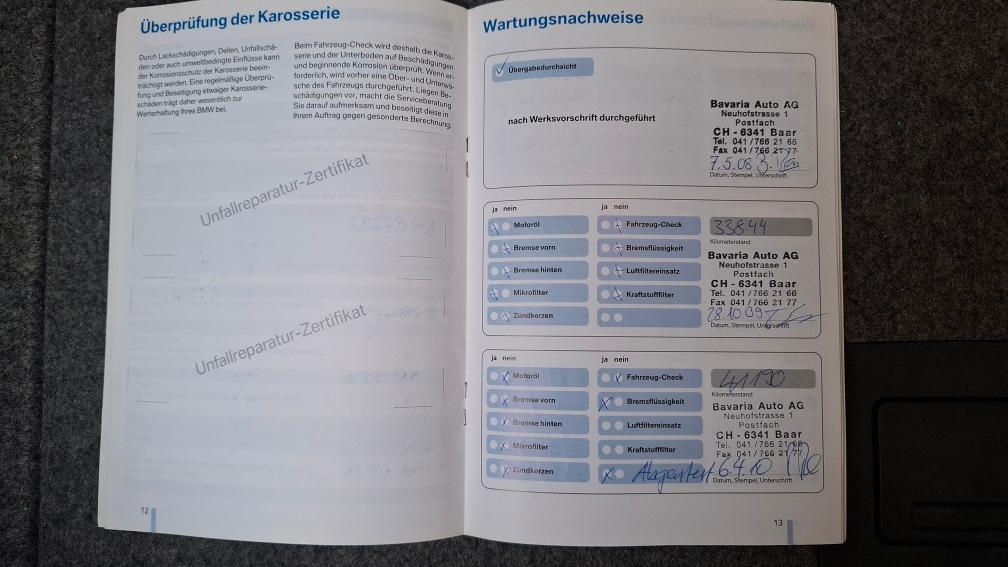 Überprüfung der Karosserie
Durch Lackschädigungen, Dellen, Unfallschä-
den oder auch umweltbedingte Einflüsse kann
der Korrosionsschutz der Karosserie beein-
trächtigt werden. Eine regelmäßige Überprü-
fung und Beseitigung etwaiger Karosserie-
schäden trägt daher wesentlich zur
Werterhaltung Ihres BMW bei.
Beim Fahrzeug-Check wird deshalb die Karos-
serie und der Unterboden auf Beschädigungen
und beginnende Korrosion überprüft. Wenn er-
forderlich, wird vorher eine Ober- und Unterwä-
sche des Fahrzeugs durchgeführt. Liegen Be-
schädigungen vor, macht die Serviceberatung
Sie darauf aufmerksam und beseitigt diese in
Ihrem Auftrag gegen gesonderte Berechnung.
Unfallreparatur-Zertifikat
Unfallreparatur-Zertifikat
12
Wartungsnachweise
Übergabedurchsicht
nach Werksvorschrift durchgeführt
Bavaria Auto AG
Neuhofstrasse 1
Postfach
CH - 6341 Baar
Tel. 041/766 21 66
Fax 041/766 21 77
7.5.08
Datum, Stempel, Unterschrift
ja nein
Motoröl
Bremse vorn
Bremse hinten
Mikrofilter
Zündkerzen
ja nein
Fahrzeug-Check
Bremsflüssigkeit
Luftfiltereinsatz
Kraftstofffilter
33844
Kilometerstand
Bavaria Auto AG
Neuhofstrasse 1
Postfach
CH - 6341 Baar
Tel. 041/766 21 66
Fax 041/766 21 77
28.10.09
Datum, Stempel, Unterschrift
ja nein
Motoröl
Bremse vorn
Bremse hinten
Mikrofilter
Zündkerzen
ja nein
Fahrzeug-Check
Bremsflüssigkeit
Luftfiltereinsatz
Kraftstofffilter
41190
Kilometerstand
Bavaria Auto AG
Neuhofstrasse 1
Postfach
CH - 6341 Baar
Tel. 041/766 21 66
Fax 041/766 21 77
6.4.10
Datum, Stempel, Unterschrift
13